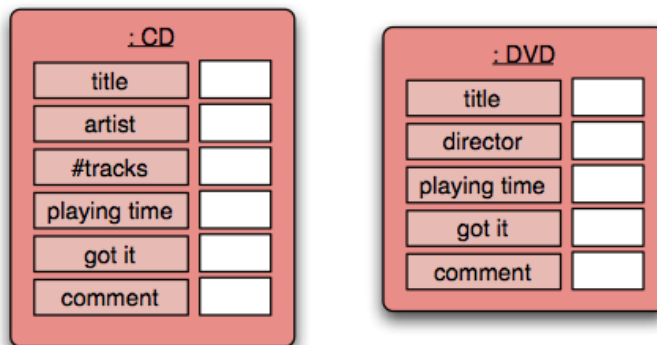 : CD
title
artist
#tracks
playing time
got it
comment
: DVD
title
director
playing time
got it
comment